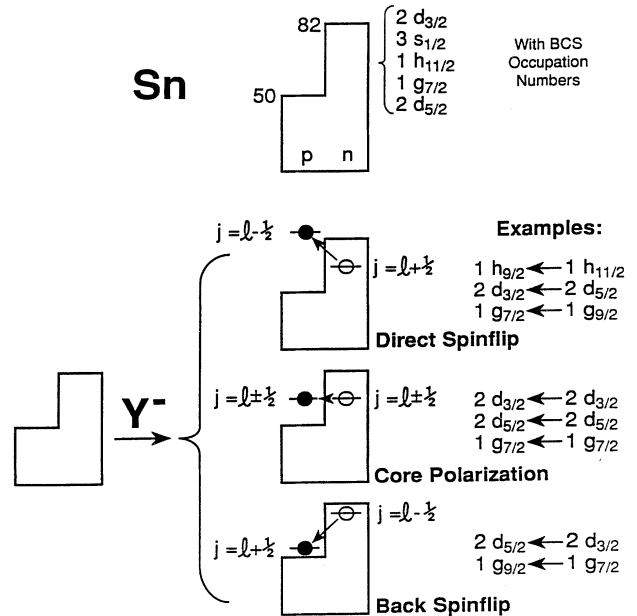 82
2 d3/2
3 s1/2
1 h11/2
1 g7/2
2 d5/2
With BCS
Occupation
Numbers
Sn
50
p n
j = ℓ-½
j = ℓ+½
Examples:
1 h9/2 ← 1 h11/2
2 d3/2 ← 2 d5/2
1 g7/2 ← 1 g9/2
Direct Spinflip
Y⁻
j = ℓ±½
j = ℓ±½
2 d3/2 ← 2 d3/2
2 d5/2 ← 2 d5/2
1 g7/2 ← 1 g7/2
Core Polarization
j = ℓ-½
j = ℓ+½
2 d5/2 ← 2 d3/2
1 g9/2 ← 1 g7/2
Back Spinflip